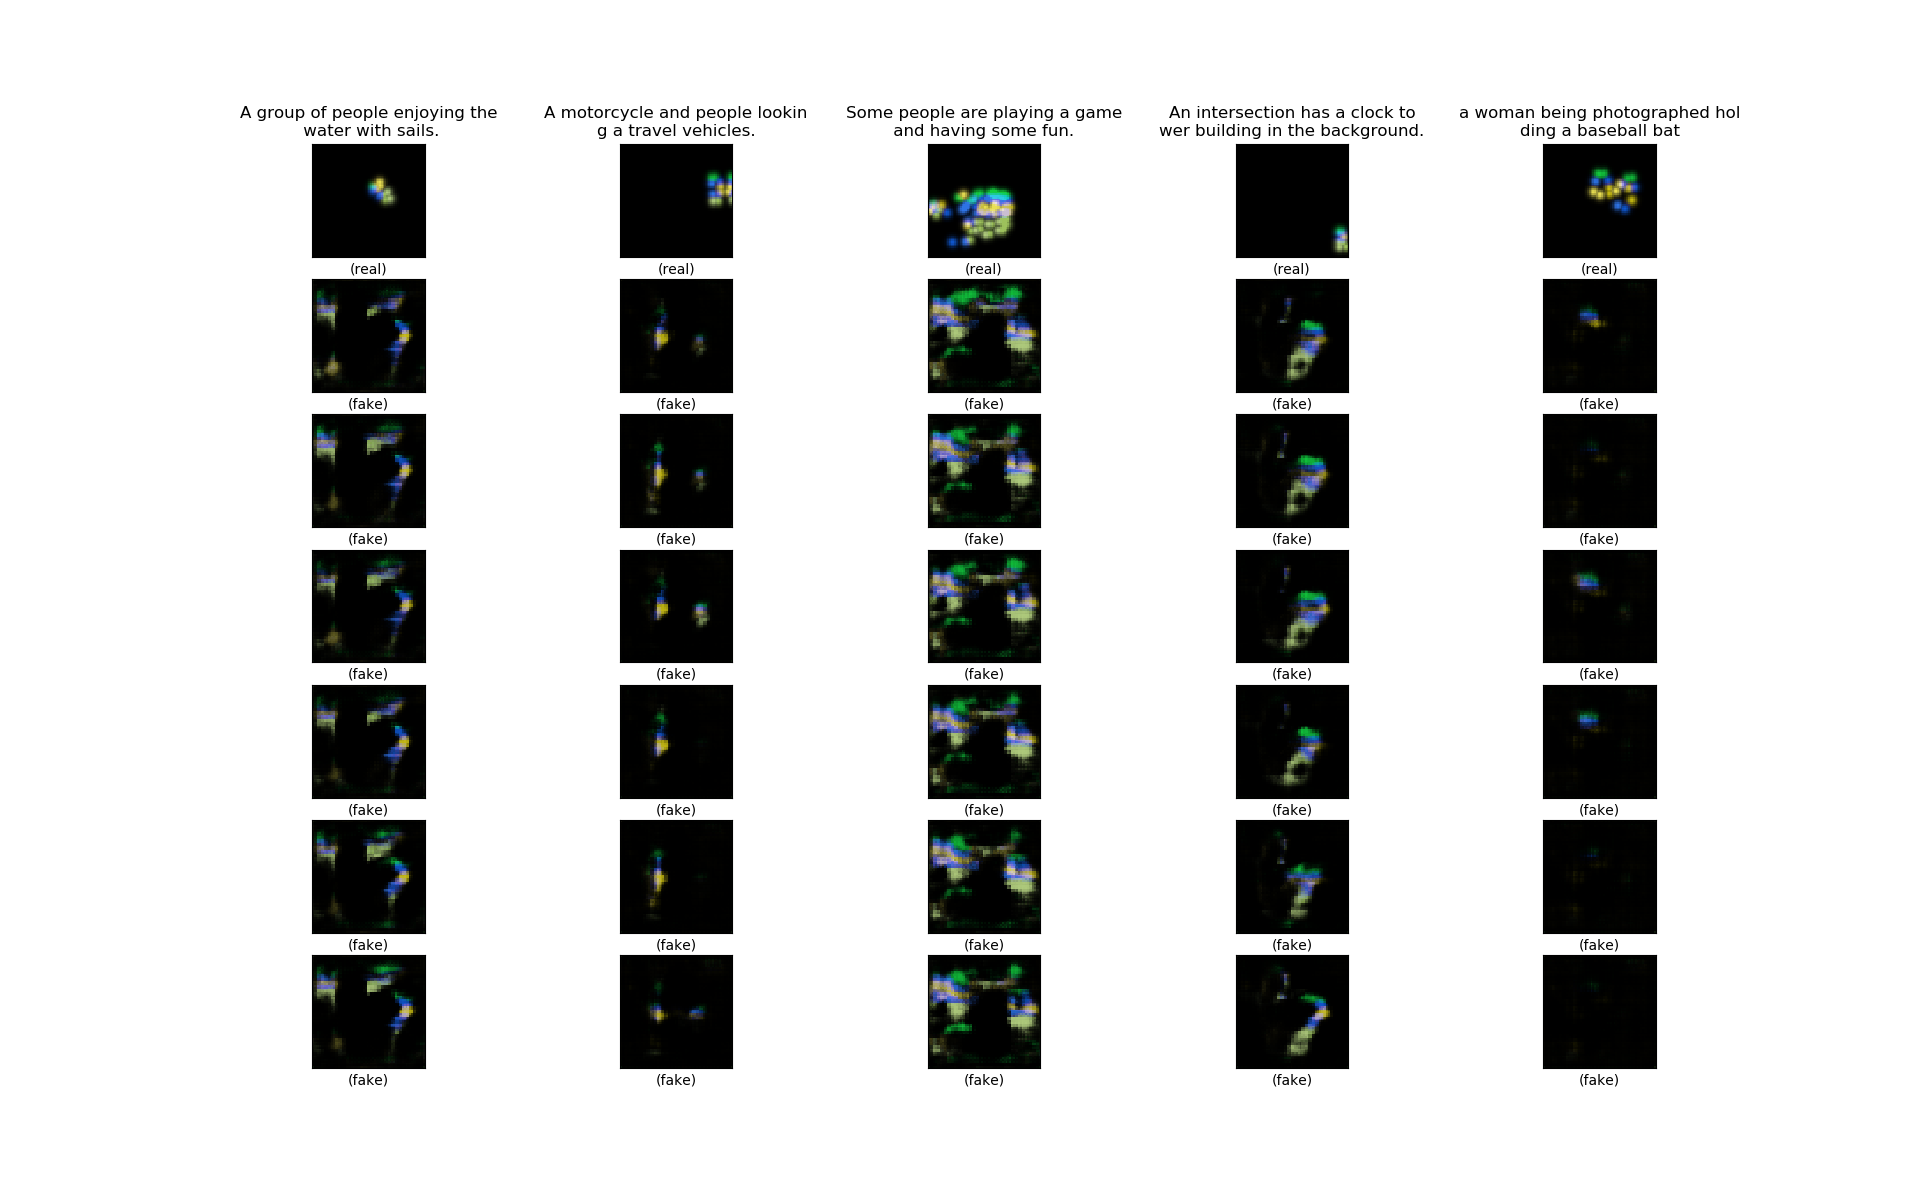 A group of people enjoying the
water with sails.
A motorcycle and people lookin
g a travel vehicles.
Some people are playing a game
and having some fun.
An intersection has a clock to
wer building in the background.
a woman being photographed hol
ding a baseball bat
(real) (real) (real) (real) (real)
(fake) (fake) (fake) (fake) (fake)
(fake) (fake) (fake) (fake) (fake)
(fake) (fake) (fake) (fake) (fake)
(fake) (fake) (fake) (fake) (fake)
(fake) (fake) (fake) (fake) (fake)
(fake) (fake) (fake) (fake) (fake)